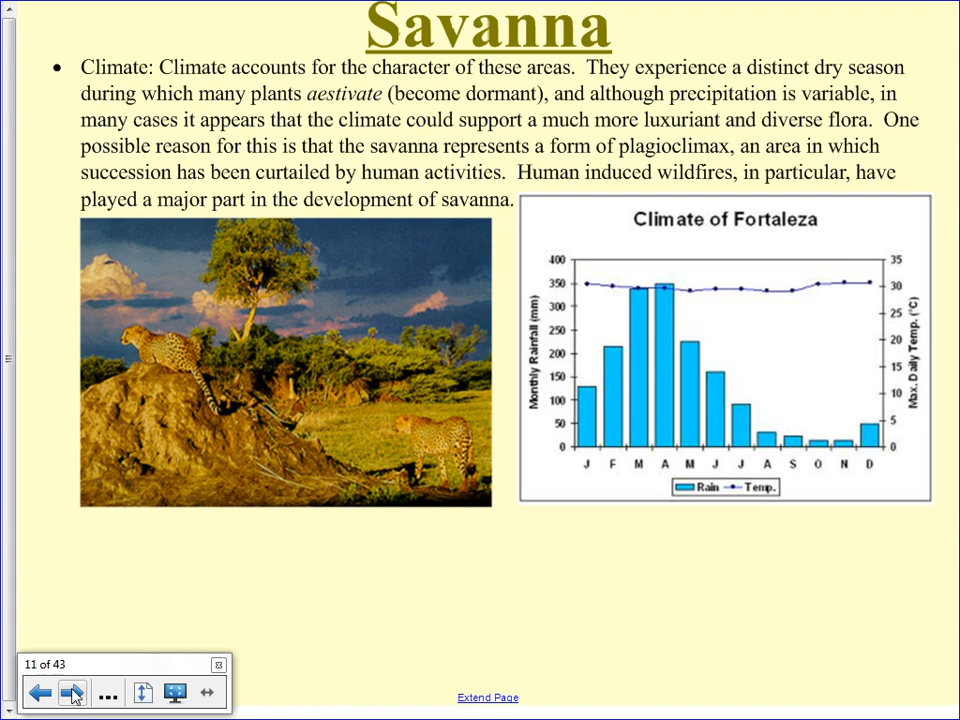 Savanna
• Climate: Climate accounts for the character of these areas. They experience a distinct dry season
during which many plants aestivate (become dormant), and although precipitation is variable, in
many cases it appears that the climate could support a much more luxuriant and diverse flora. One
possible reason for this is that the savanna represents a form of plagioclimax, an area in which
succession has been curtailed by human activities. Human induced wildfires, in particular, have
played a major part in the development of savanna.
Climate of Fortaleza
Monthly Rainfall (mm)
400
350
300
250
200
150
100
50
0
35
30
25
20
15
10
5
0
Max. Daily Temp. (°C)
J F M A M J J A S O N D
Rain Temp.
11 of 43
...
Extend Page